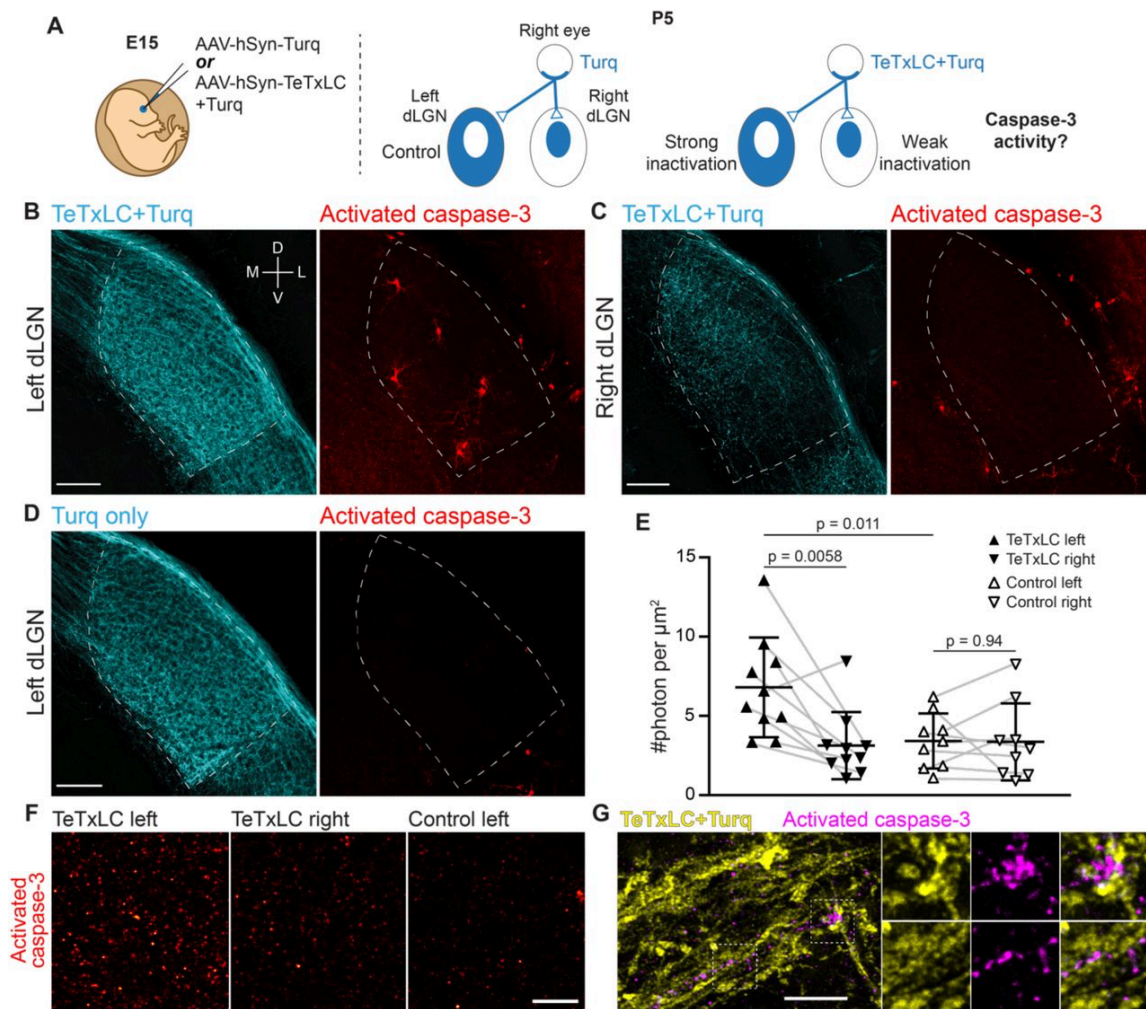 A
E15
AAV-hSyn-Turq
or
AAV-hSyn-TeTxLC
+Turq
Right eye
Turq
Left
dLGN
Right
dLGN
Control
P5
TeTxLC+Turq
Strong
inactivation
Weak
inactivation
Caspase-3
activity?
B
TeTxLC+Turq
Activated caspase-3
Left dLGN
D
M
L
V
C
TeTxLC+Turq
Activated caspase-3
Right dLGN
D
Turq only
Activated caspase-3
Left dLGN
E
p = 0.011
p = 0.0058
p = 0.94
TeTxLC left
TeTxLC right
Control left
Control right
#photon per µm²
15
10
5
0
F
TeTxLC left
TeTxLC right
Control left
Activated
caspase-3
G
TeTxLC+Turq
Activated caspase-3